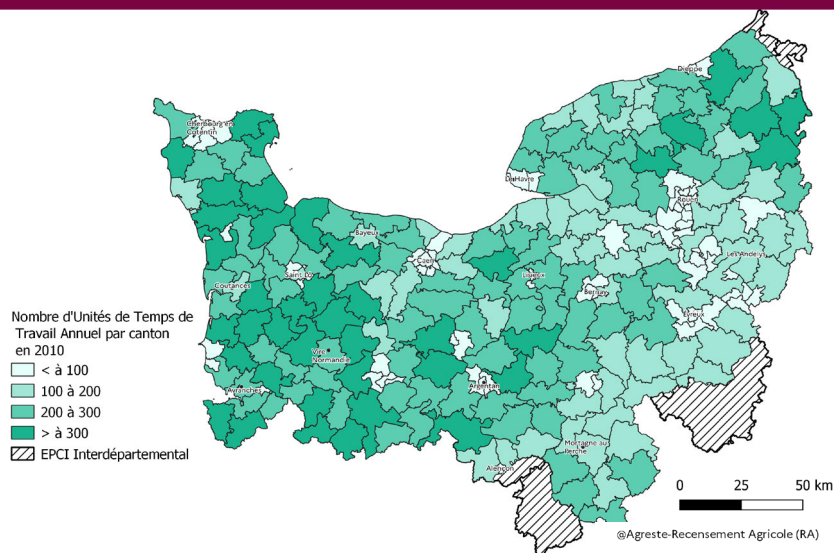 Dieppe
Cherbourg en
Cotentin
Le Havre
Rouen
Bayeux
Caen
Les Andelys
Saint-Lô
Lisieux
Coutances
Bernay
Evreux
Nombre d'Unités de Temps de
Travail Annuel par canton
en 2010
< à 100
100 à 200
200 à 300
> à 300
EPCI Interdépartemental
Vire
Normandie
Avranches
Argentan
Mortagne au
Perche
Alençon
0 25 50 km
@Agreste-Recensement Agricole (RA)